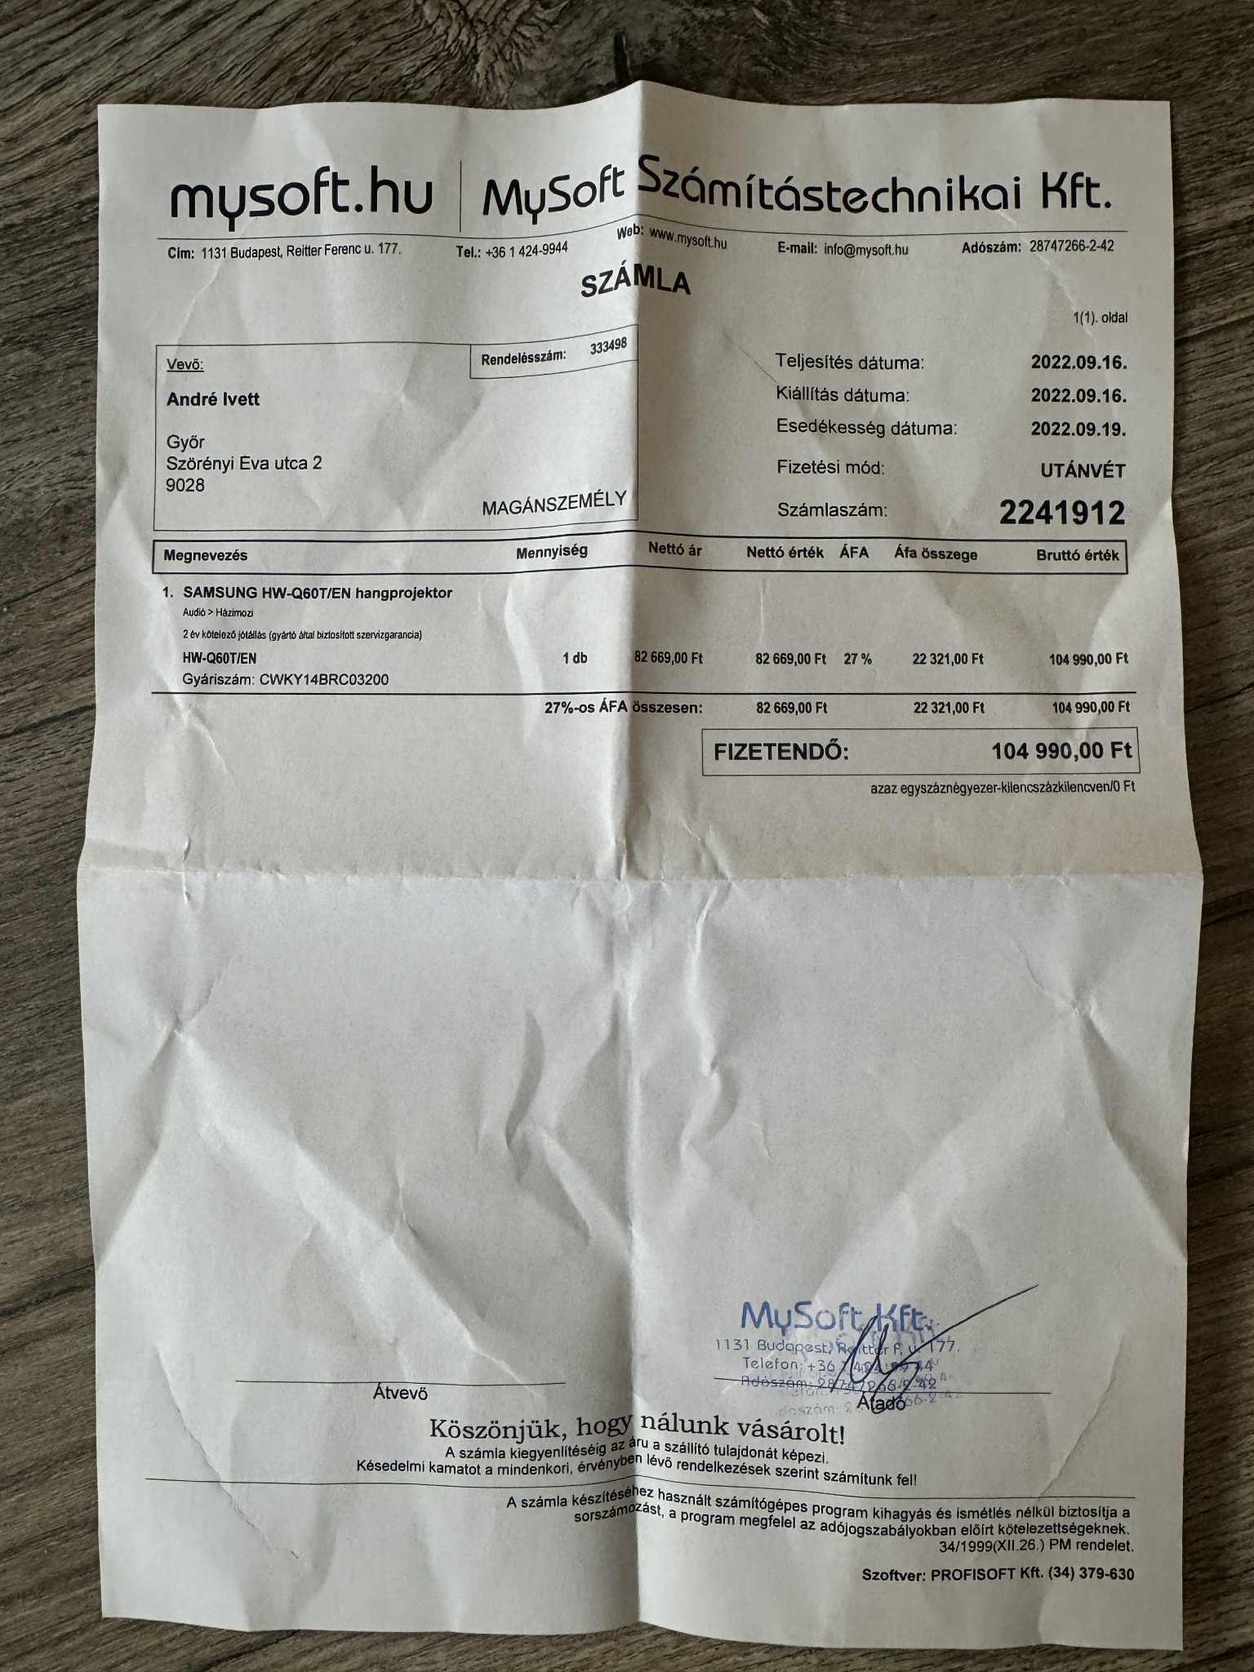 mysoft.hu | MySoft Számítástechnikai Kft.
Cím: 1131 Budapest, Reitter Ferenc u. 177. Tel.: +36 1 424-9944 Web: www.mysoft.hu E-mail: info@mysoft.hu Adószám: 28747266-2-42
SZÁMLA
1(1). oldal
Vevő: Rendelésszám: 333498
André Ivett
Győr
Szörényi Éva utca 2
9028
MAGÁNSZEMÉLY
Teljesítés dátuma: 2022.09.16.
Kiállítás dátuma: 2022.09.16.
Esedékesség dátuma: 2022.09.19.
Fizetési mód: UTÁNVÉT
Számlaszám: 2241912
Megnevezés Mennyiség Nettó ár Nettó érték ÁFA Áfa összege Bruttó érték
1. SAMSUNG HW-Q60T/EN hangprojektor
Audió > Házimozi
2 év kötelező jótállás (gyártó által biztosított szervizgarancia)
HW-Q60T/EN 1 db 82 669,00 Ft 82 669,00 Ft 27 % 22 321,00 Ft 104 990,00 Ft
Gyáriszám: CWKY14BRC03200
27%-os ÁFA összesen: 82 669,00 Ft 22 321,00 Ft 104 990,00 Ft
FIZETENDŐ: 104 990,00 Ft
azaz egyszáznégyezer-kilencszázkilencven/0 Ft
MySoft Kft.
1131 Budapest, Reitter F. u. 177.
Telefon: +36 1 424 9944
Adószám: 28747266-2-42
Átvevő Átadó
Köszönjük, hogy nálunk vásárolt!
A számla kiegyenlítéséig az áru a szállító tulajdonát képezi.
Késedelmi kamatot a mindenkori, érvényben lévő rendelkezések szerint számítunk fel!
A számla készítéséhez használt számítógépes program kihagyás és ismétlés nélkül biztosítja a
sorszámozást, a program megfelel az adójogszabályokban előírt kötelezettségeknek.
34/1999(XII.26.) PM rendelet.
Szoftver: PROFISOFT Kft. (34) 379-630